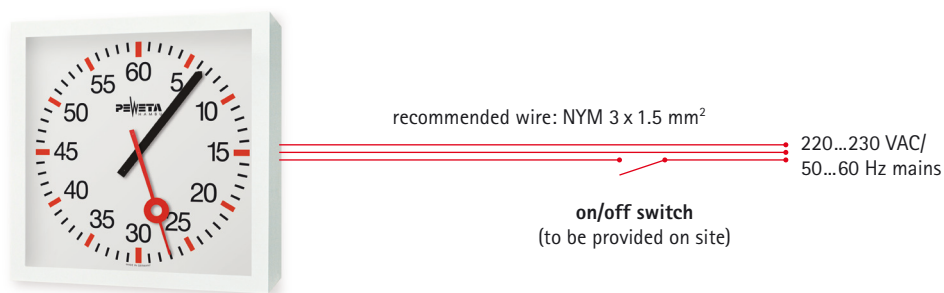 60
5
10
15
20
25
30
35
40
45
50
55
PEWETA
recommended wire: NYM 3 x 1.5 mm²
220...230 VAC/
50...60 Hz mains
on/off switch
(to be provided on site)